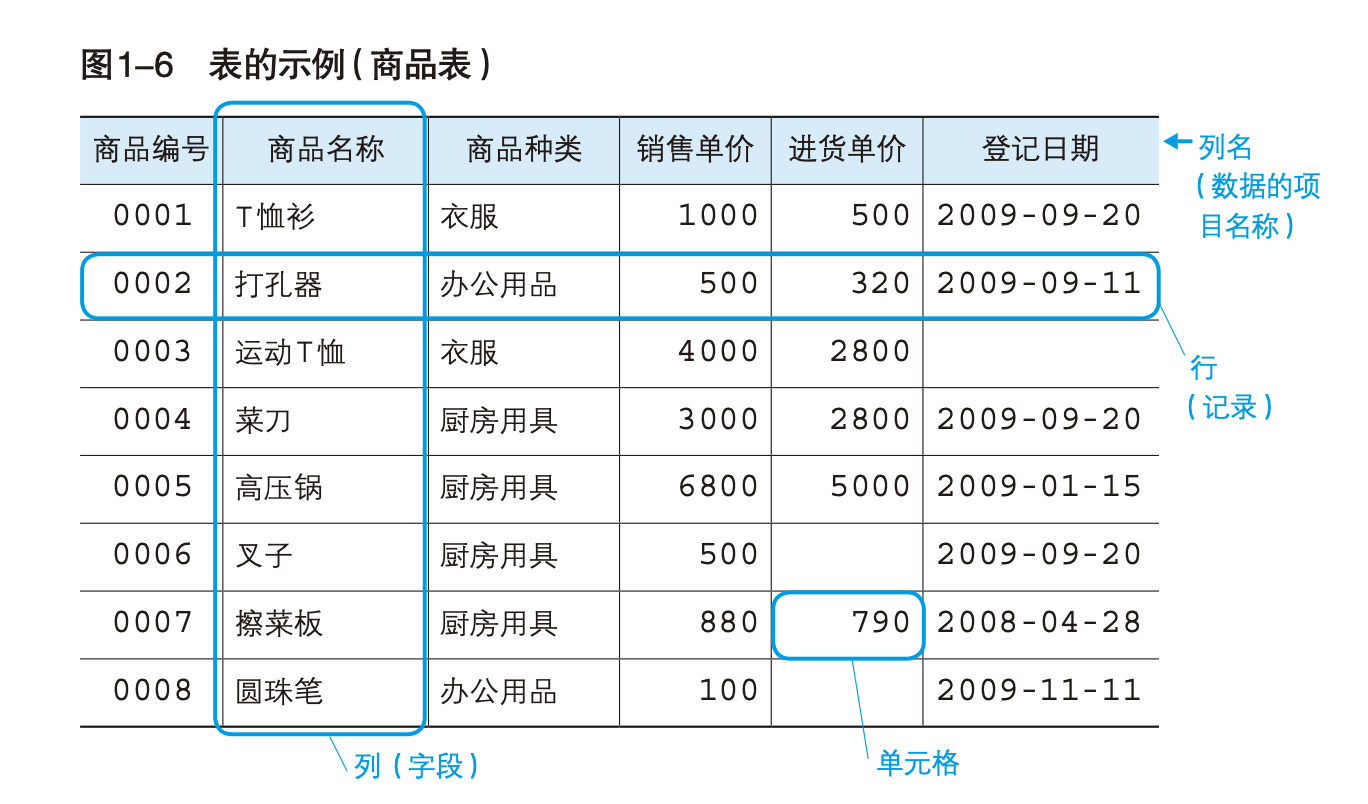 图1–6 表的示例(商品表)
商品编号 商品名称 商品种类 销售单价 进货单价 登记日期
0001 T恤衫 衣服 1000 500 2009-09-20
0002 打孔器 办公用品 500 320 2009-09-11
0003 运动T恤 衣服 4000 2800
0004 菜刀 厨房用具 3000 2800 2009-09-20
0005 高压锅 厨房用具 6800 5000 2009-01-15
0006 叉子 厨房用具 500 2009-09-20
0007 擦菜板 厨房用具 880 790 2008-04-28
0008 圆珠笔 办公用品 100 2009-11-11
列名
(数据的项
目名称)
行
(记录)
列(字段)
单元格